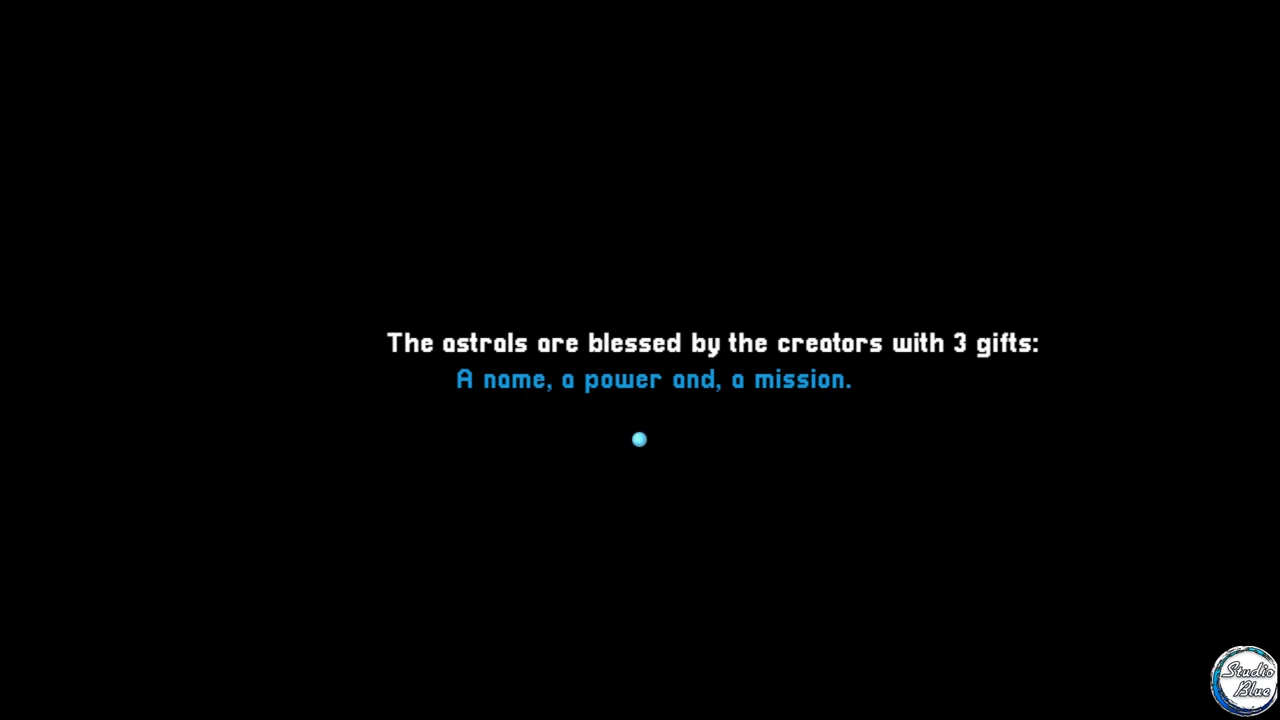 The astrals are blessed by the creators with 3 gifts:
A name, a power and, a mission.
Studio
Blue